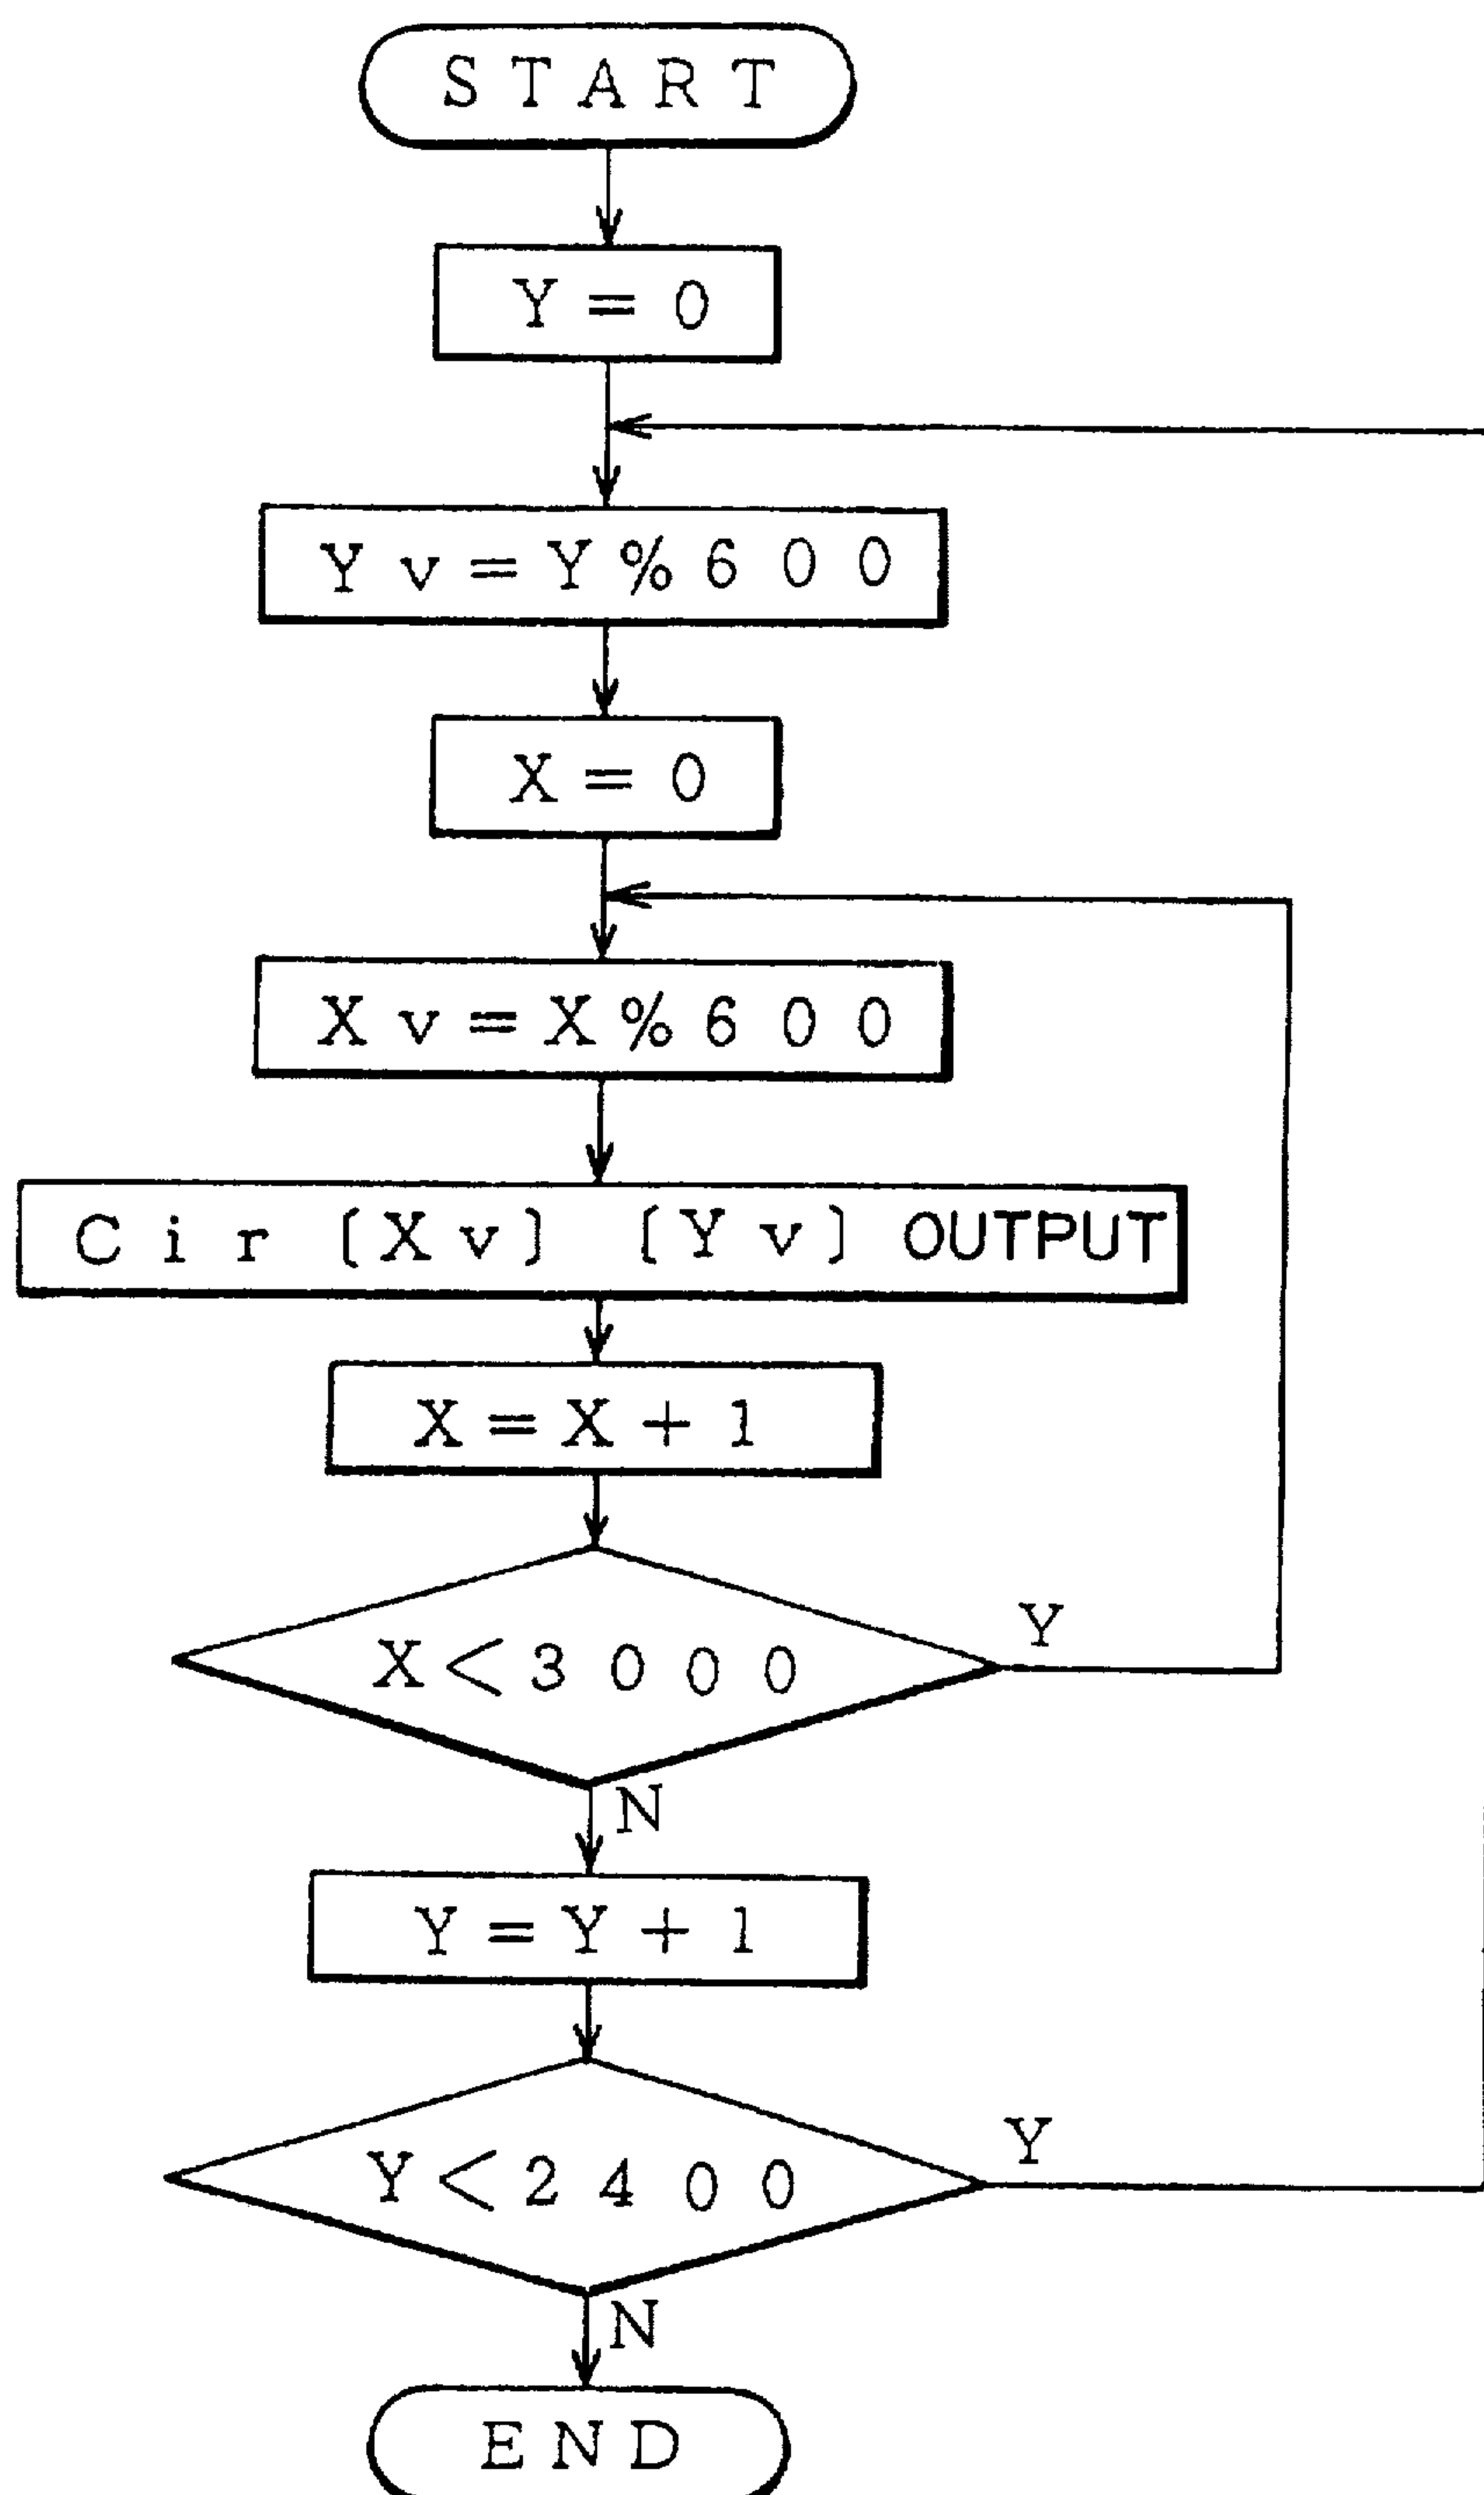 START
Y=0
Yv=Y%600
X=0
Xv=X%600
Cir[Xv] [Yv] OUTPUT
X=X+1
X<3000
Y
N
Y=Y+1
Y<2400
Y
N
END